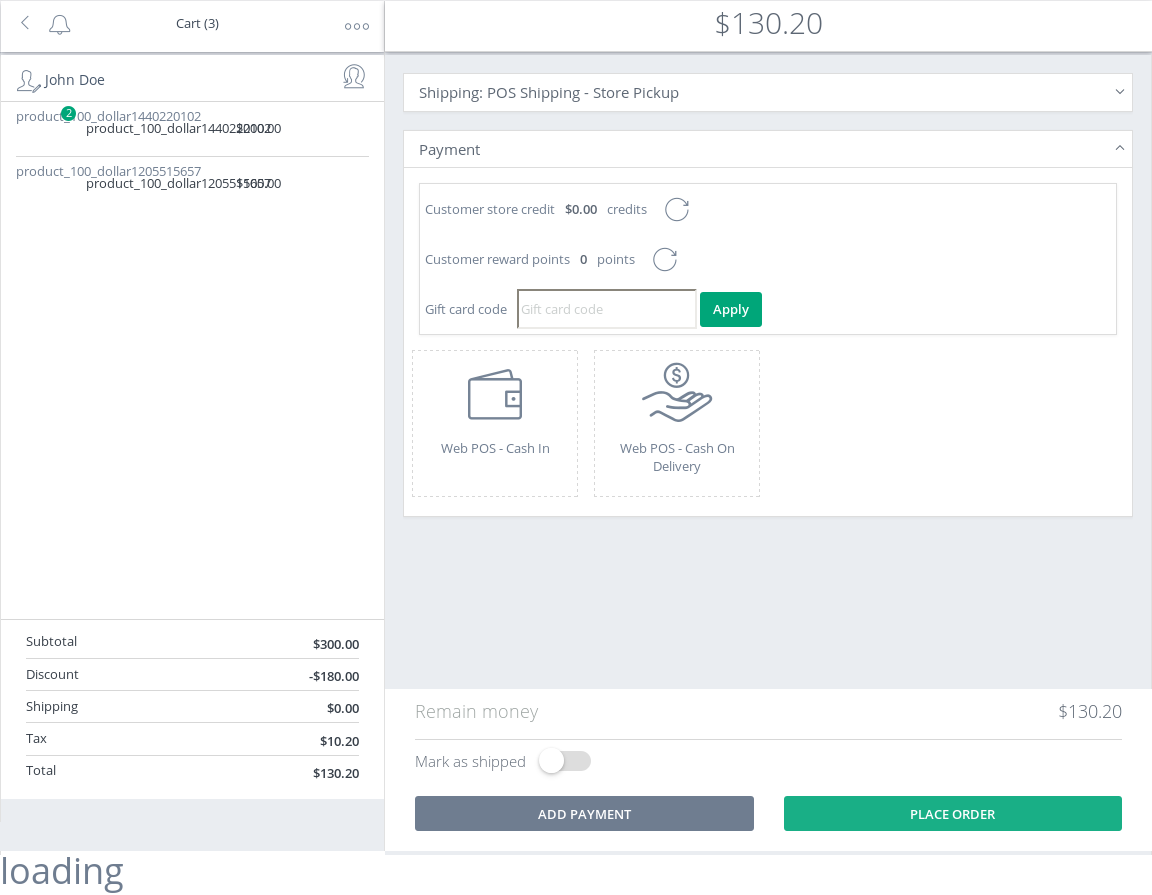 Cart (3)
$130.20
John Doe
Shipping: POS Shipping - Store Pickup
2
product_100_dollar1440220102
product_100_dollar1440220102
$200.00
product_100_dollar1205515657
product_100_dollar1205515657
$100.00
Payment
Customer store credit $0.00 credits
Customer reward points 0 points
Gift card code Gift card code Apply
Web POS - Cash In
Web POS - Cash On
Delivery
Subtotal $300.00
Discount -$180.00
Shipping $0.00
Tax $10.20
Total $130.20
Remain money $130.20
Mark as shipped
ADD PAYMENT PLACE ORDER
loading